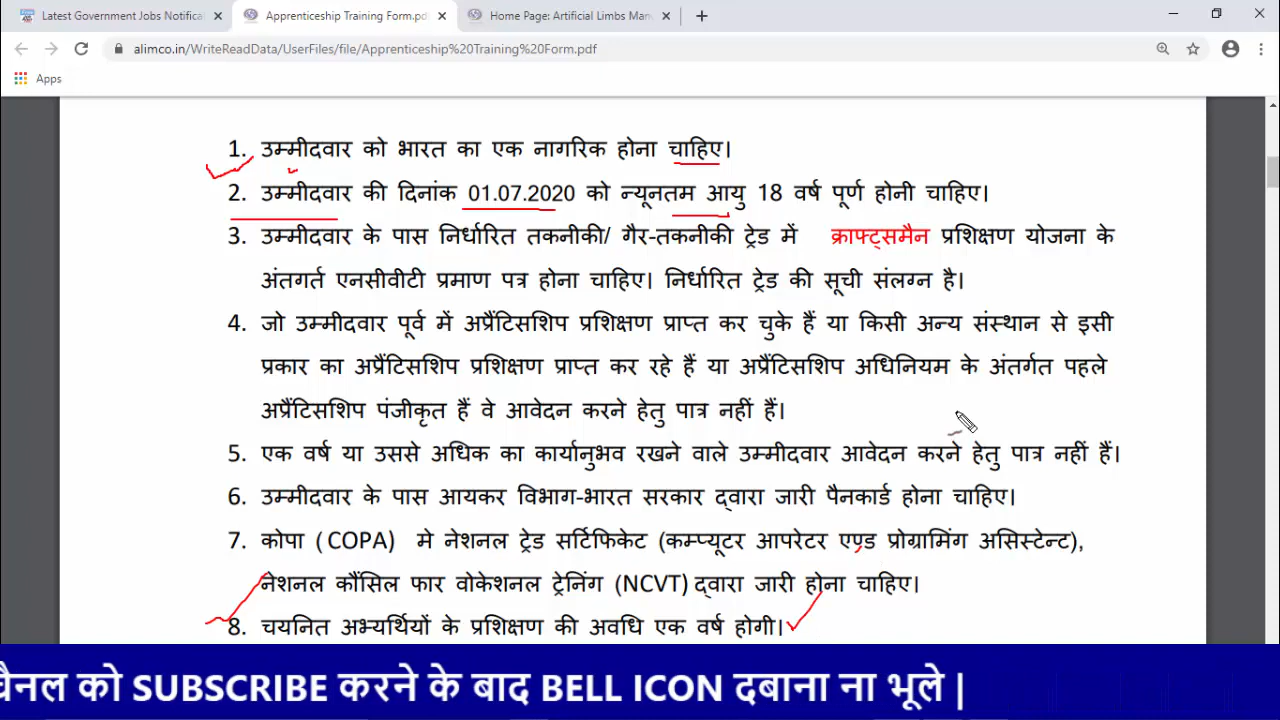 Latest Government Jobs Notifica
Apprenticeship Training Form.pdf
Home Page: Artificial Limbs Man
alimco.in/WriteReadData/UserFiles/file/Apprenticeship%20Training%20Form.pdf
Apps
1. उम्मीदवार को भारत का एक नागरिक होना चाहिए।
2. उम्मीदवार की दिनांक 01.07.2020 को न्यूनतम आयु 18 वर्ष पूर्ण होनी चाहिए।
3. उम्मीदवार के पास निर्धारित तकनीकी/ गैर-तकनीकी ट्रेड में क्राफ्ट्समैन प्रशिक्षण योजना के
अंतगर्त एनसीवीटी प्रमाण पत्र होना चाहिए। निर्धारित ट्रेड की सूची संलग्न है।
4. जो उम्मीदवार पूर्व में अप्रैंटिसशिप प्रशिक्षण प्राप्त कर चुके हैं या किसी अन्य संस्थान से इसी
प्रकार का अप्रैंटिसशिप प्रशिक्षण प्राप्त कर रहे हैं या अप्रैंटिसशिप अधिनियम के अंतर्गत पहले
अप्रैंटिसशिप पंजीकृत हैं वे आवेदन करने हेतु पात्र नहीं हैं।
5. एक वर्ष या उससे अधिक का कार्यानुभव रखने वाले उम्मीदवार आवेदन करने हेतु पात्र नहीं हैं।
6. उम्मीदवार के पास आयकर विभाग-भारत सरकार द्वारा जारी पैनकार्ड होना चाहिए।
7. कोपा ( COPA) मे नेशनल ट्रेड सर्टिफिकेट (कम्प्यूटर आपरेटर एण्ड प्रोग्रामिंग असिस्टेन्ट),
नेशनल कौंसिल फार वोकेशनल ट्रेनिंग (NCVT) द्वारा जारी होना चाहिए।
8. चयनित अभ्यर्थियों के प्रशिक्षण की अवधि एक वर्ष होगी।
चैनल को SUBSCRIBE करने के बाद BELL ICON दबाना ना भूले |